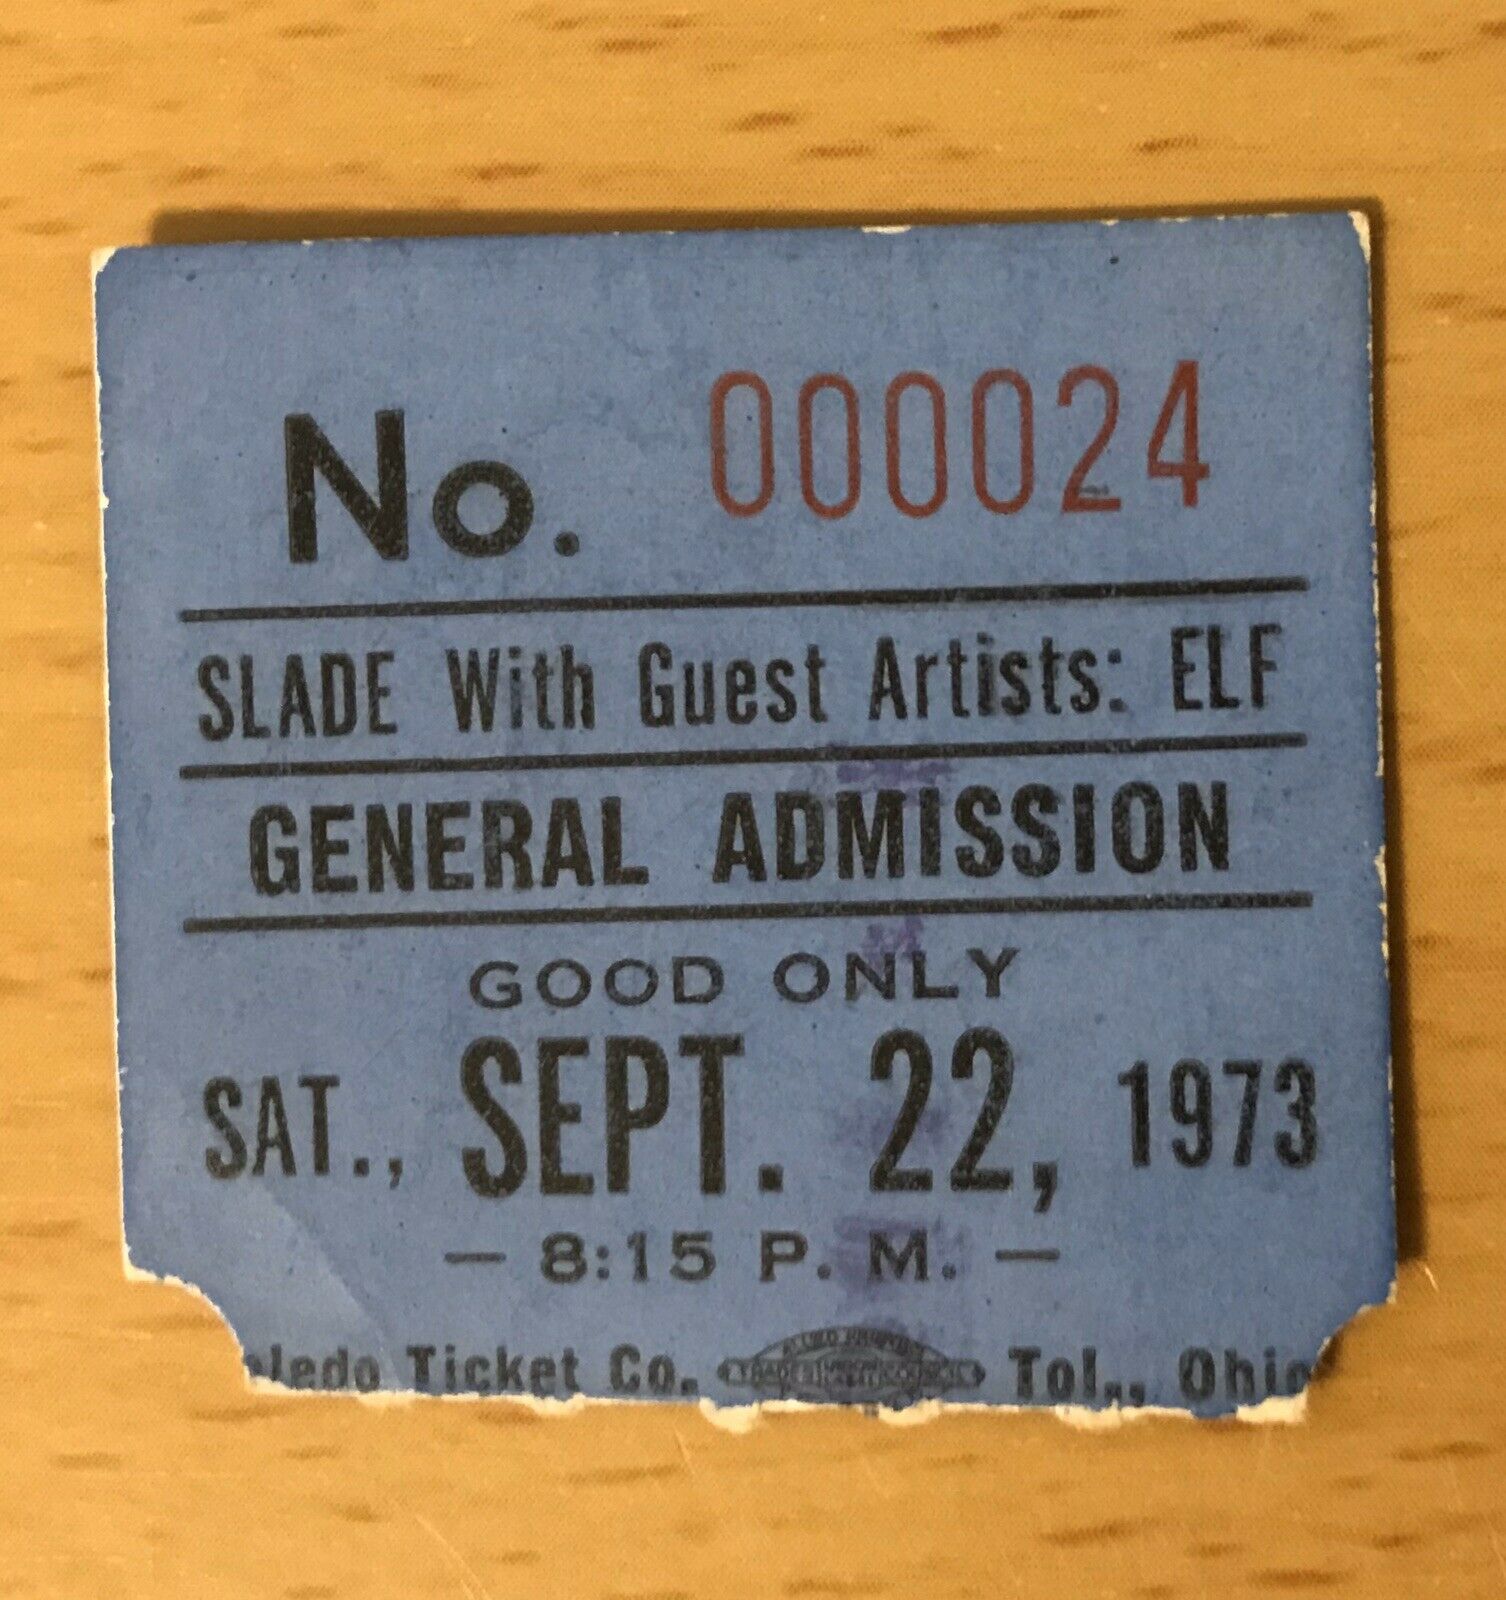 No. 000024
SLADE With Guest Artists: ELF
GENERAL ADMISSION
GOOD ONLY
SAT., SEPT. 22, 1973
— 8:15 P. M. —
Ticket Co. Tol., Ohio